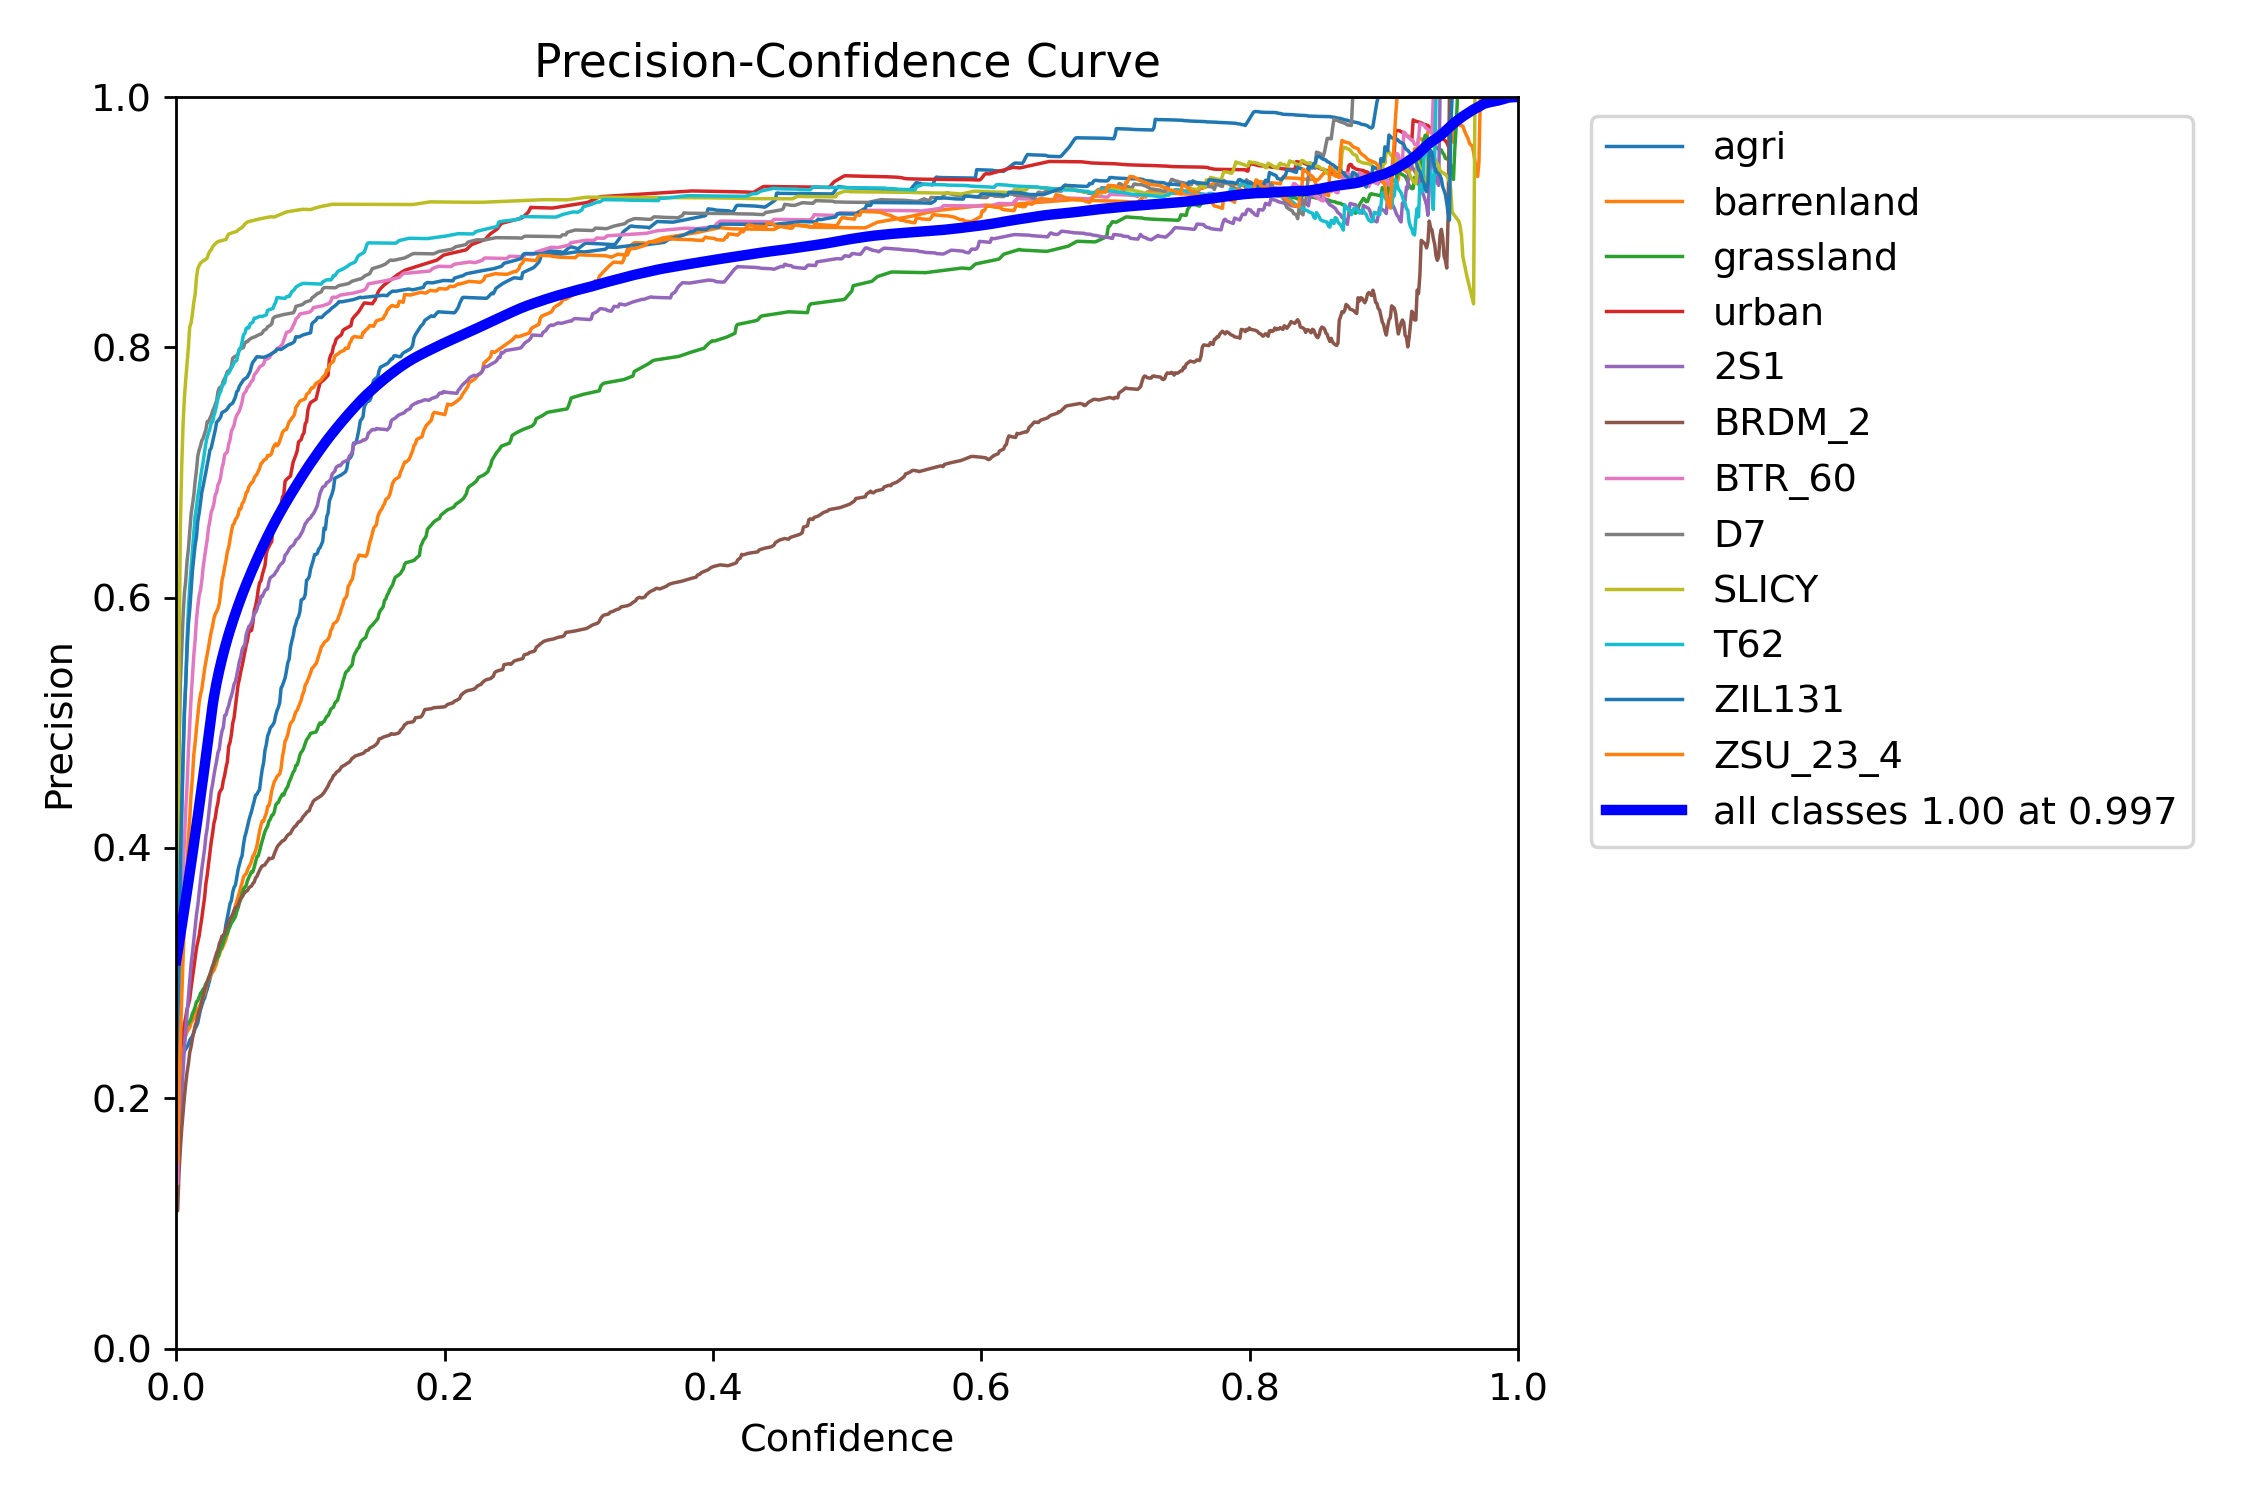 Precision-Confidence Curve
1.0
0.8
0.6
0.4
0.2
0.0
Precision
0.0 0.2 0.4 0.6 0.8 1.0
Confidence
agri
barrenland
grassland
urban
2S1
BRDM_2
BTR_60
D7
SLICY
T62
ZIL131
ZSU_23_4
all classes 1.00 at 0.997